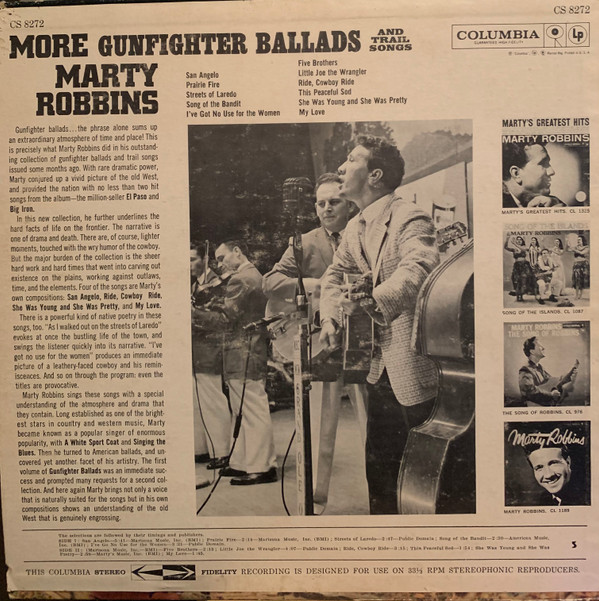 CS 8272
CS 8272
MORE GUNFIGHTER BALLADS AND TRAIL SONGS
MARTY
ROBBINS
COLUMBIA
Lp
San Angelo
Prairie Fire
Streets of Laredo
Song of the Bandit
I've Got No Use for the Women
Five Brothers
Little Joe the Wrangler
Ride, Cowboy Ride
This Peaceful Sod
She Was Young and She Was Pretty
My Love
Gunfighter ballads...the phrase alone sums up
an extraordinary atmosphere of time and place! This
is precisely what Marty Robbins did in his outstand-
ing collection of gunfighter ballads and trail songs
issued some months ago. With rare dramatic power,
Marty conjured up a vivid picture of the old West,
and provided the nation with no less than two hit
songs from the album—the million-seller El Paso and
Big Iron.
In this new collection, he further underlines the
hard facts of life on the frontier. The narrative is
one of drama and death. There are, of course, lighter
moments, touched with the wry humor of the cowboy.
But the major burden of the collection is the sheer
hard work and hard times that went into carving out
existence on the plains, working against outlaws,
time, and the elements. Four of the songs are Marty's
own compositions: San Angelo, Ride, Cowboy Ride,
She Was Young and She Was Pretty, and My Love.
There is a powerful kind of native poetry in these
songs, too. "As I walked out on the streets of Laredo"
evokes at once the bustling life of the town, and
swings the listener quickly into its narrative. "I've
got no use for the women" produces an immediate
picture of a leathery-faced cowboy and his remin-
iscences. And so on through the program: even the
titles are provocative.
Marty Robbins sings these songs with a special
understanding of the atmosphere and drama that
they contain. Long established as one of the bright-
est stars in country and western music, Marty
became known as a popular singer of enormous
popularity, with A White Sport Coat and Singing the
Blues. Then he turned to American ballads, and un-
covered yet another facet of his artistry. The first
volume of Gunfighter Ballads was an immediate suc-
cess and prompted many requests for a second col-
lection. And here again Marty brings not only a voice
that is naturally suited for the songs but in his own
compositions shows an understanding of the old
West that is genuinely engrossing.
MARTY'S GREATEST HITS
MARTY ROBBINS
MARTY'S GREATEST HITS, CL 1325
SONG OF THE ISLANDS
MARTY ROBBINS
SONG OF THE ISLANDS, CL 1087
MARTY ROBBINS
THE SONG OF ROBBINS, CL 976
Marty Robbins
MARTY ROBBINS, CL 1189
The selections are followed by their timings and publishers.
S
THIS COLUMBIA STEREO FIDELITY RECORDING IS DESIGNED FOR USE ON 33⅓ RPM STEREOPHONIC REPRODUCERS.